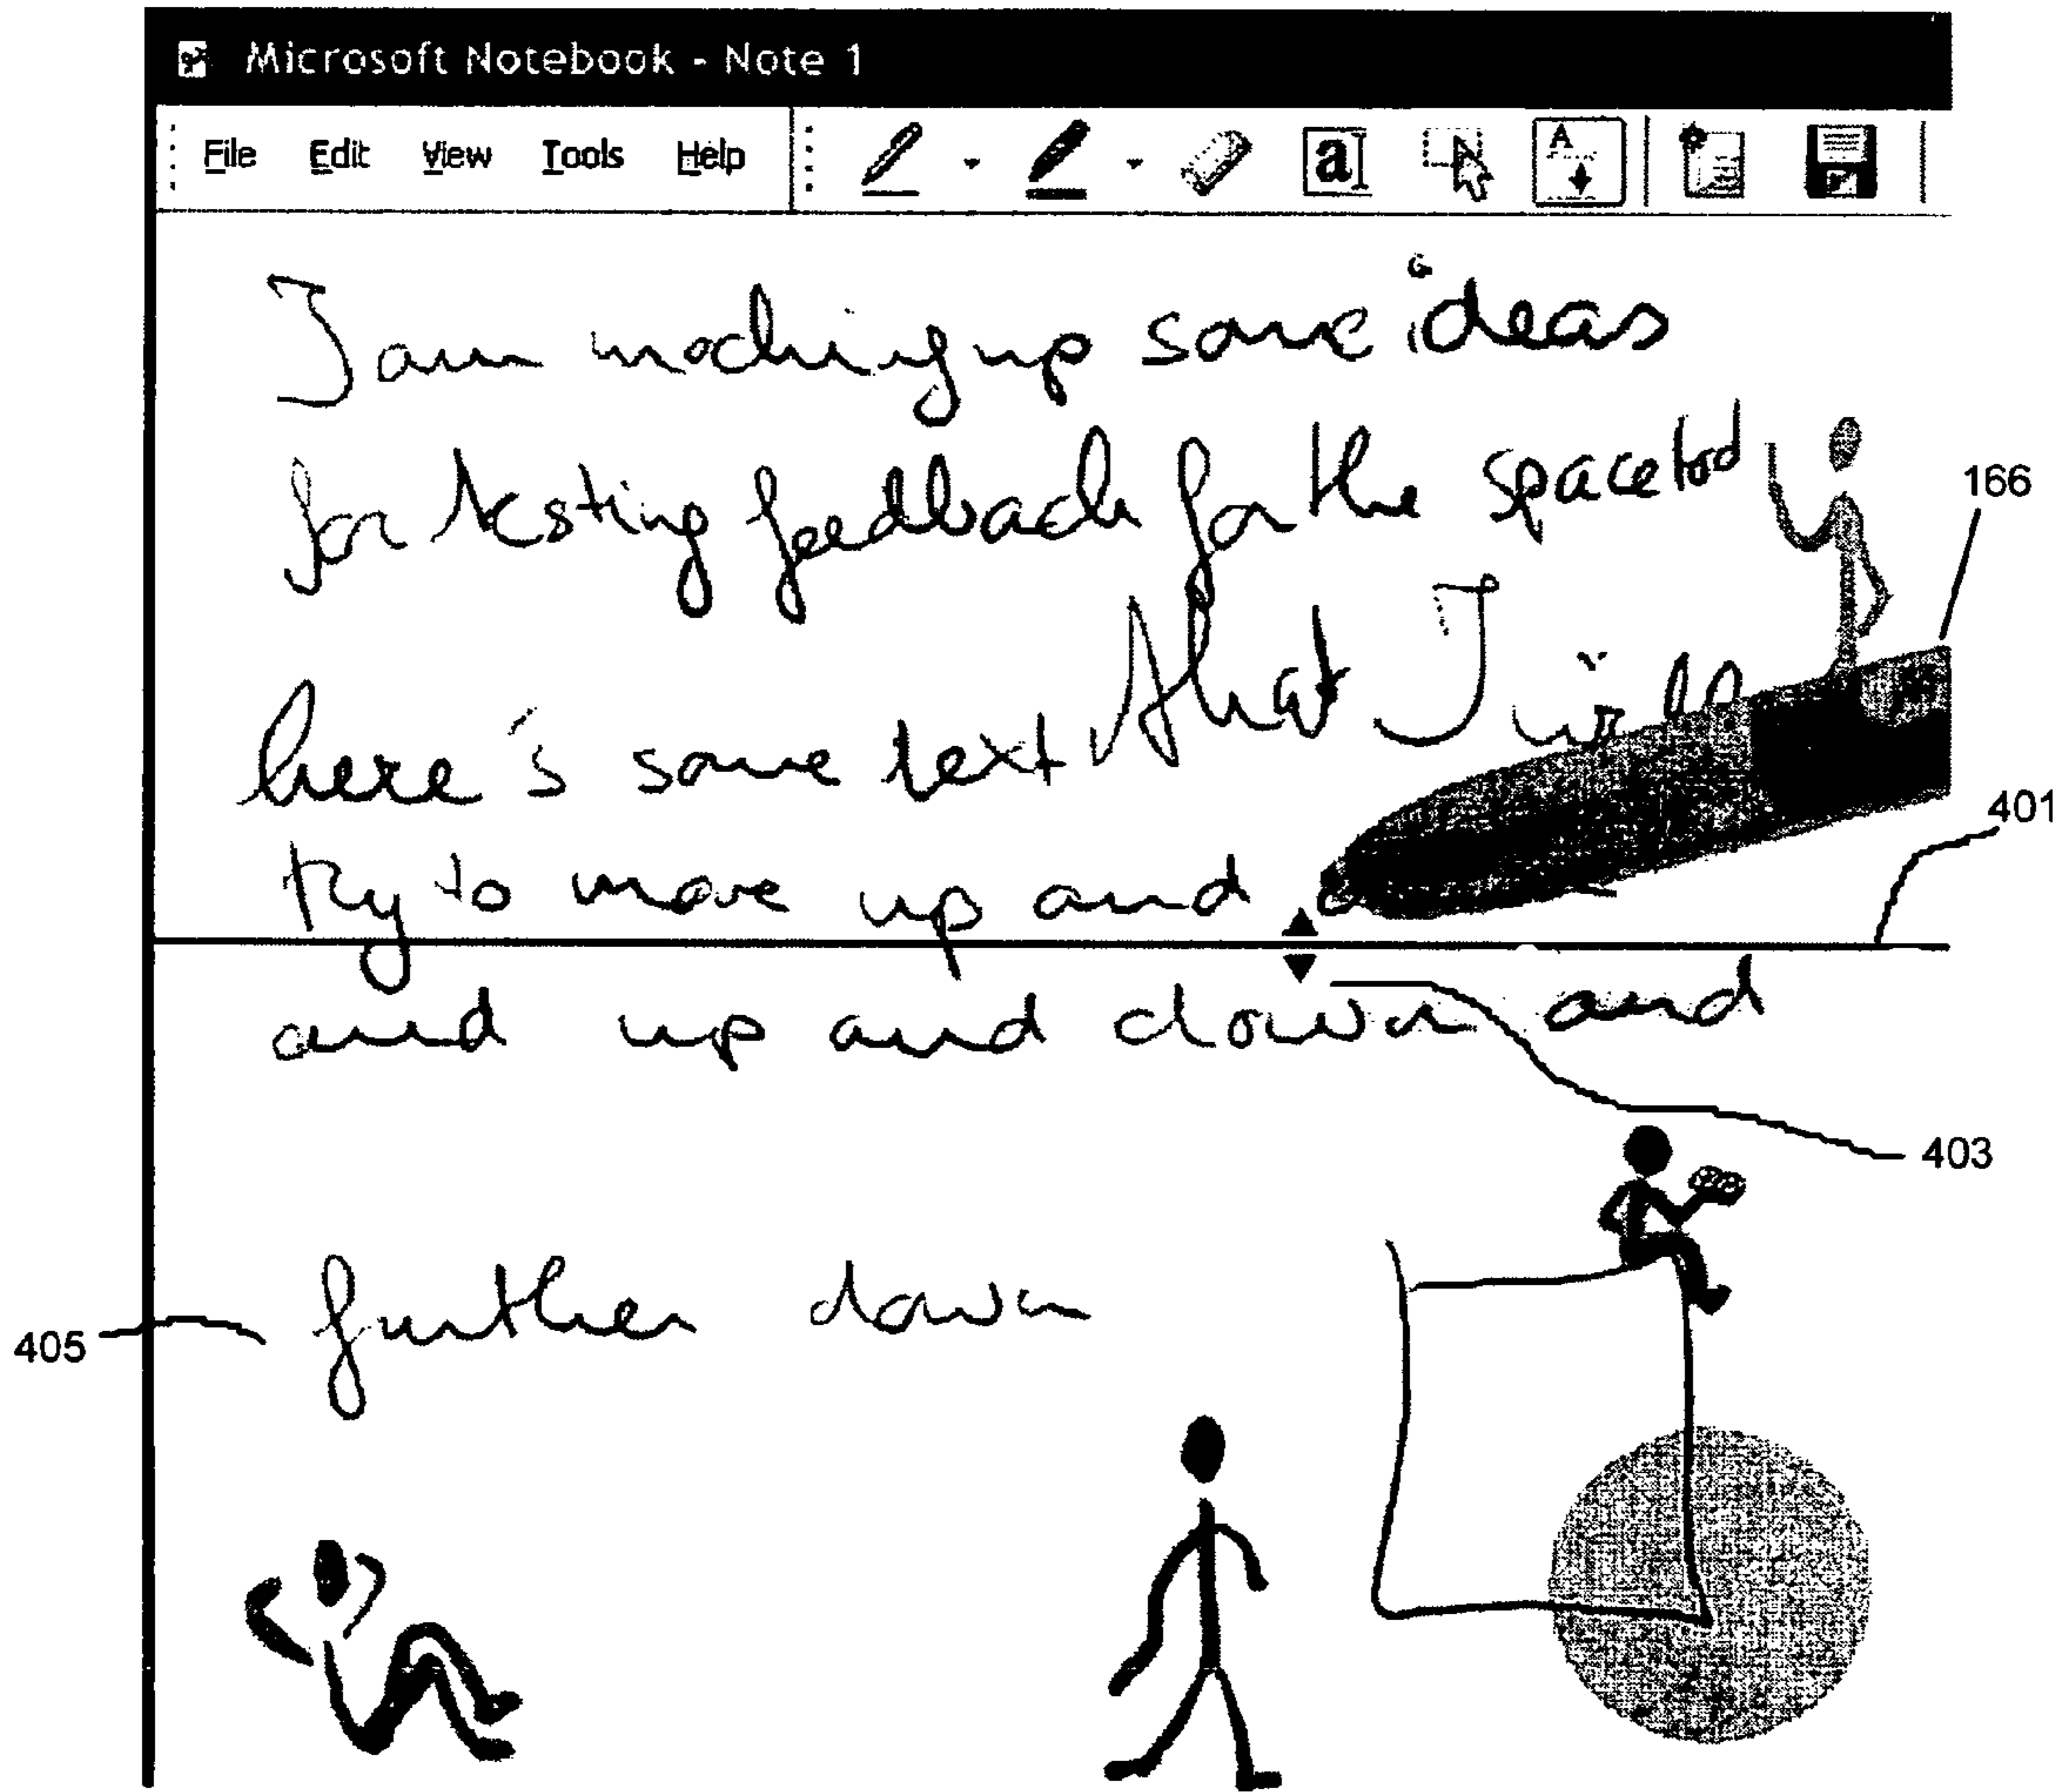 Microsoft Notebook - Note 1
File Edit View Tools Help a A
I am mocking up some ideas
for testing feedback for the spacetool
166
here's some text that I will
401
try to move up and
and up and down and
403
further down
405